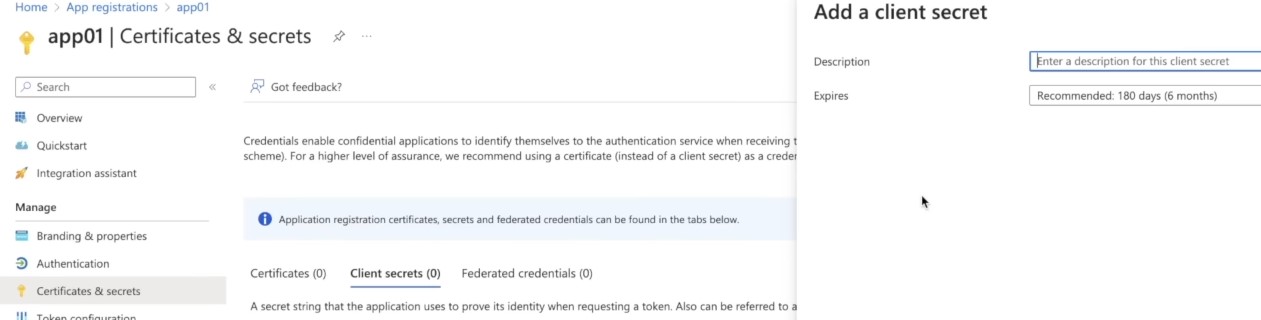 Home > App registrations > app01
app01 | Certificates & secrets ...
Search «
Overview
Quickstart
Integration assistant
Manage
Branding & properties
Authentication
Certificates & secrets
Token configuration
Got feedback?
Credentials enable confidential applications to identify themselves to the authentication service when receiving t
scheme). For a higher level of assurance, we recommend using a certificate (instead of a client secret) as a creder
Application registration certificates, secrets and federated credentials can be found in the tabs below.
Certificates (0) Client secrets (0) Federated credentials (0)
A secret string that the application uses to prove its identity when requesting a token. Also can be referred to a
Add a client secret
Description Enter a description for this client secret
Expires Recommended: 180 days (6 months)